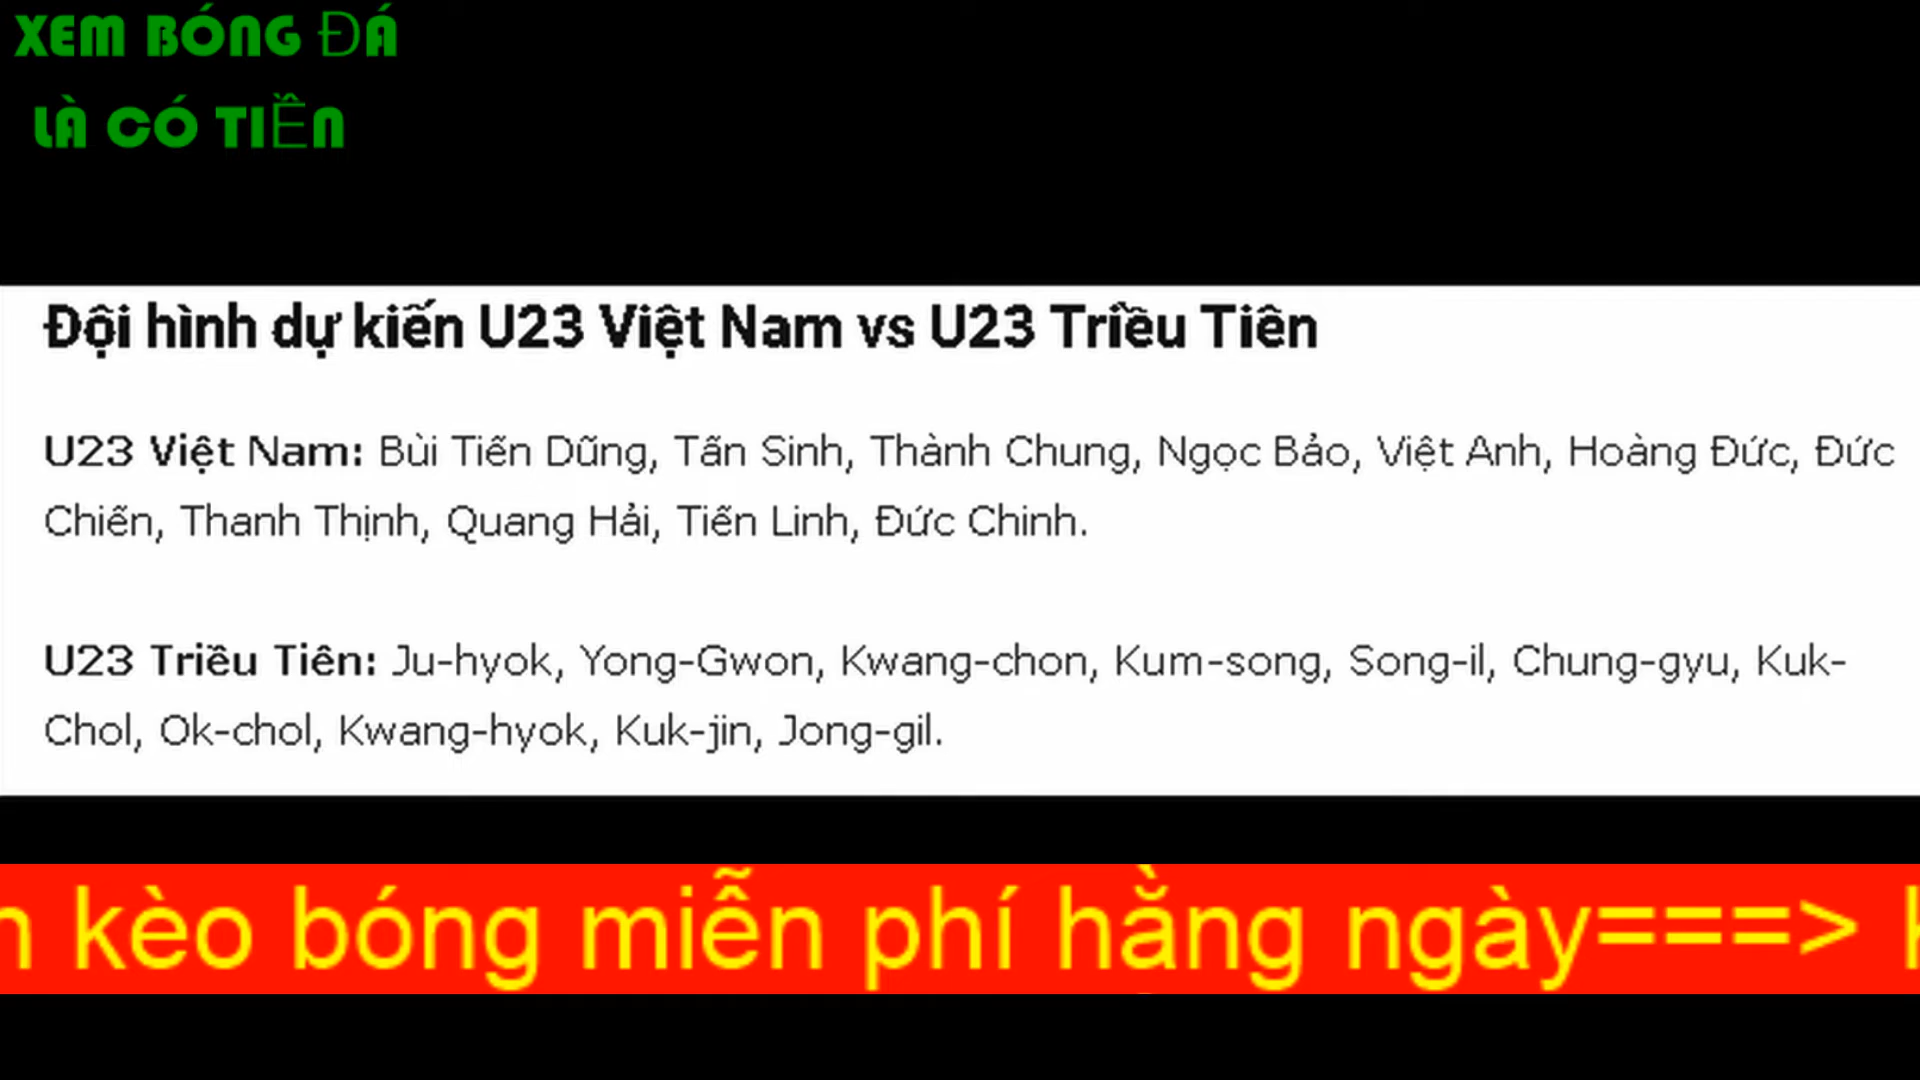 XEM BÓNG ĐÁ
LÀ CÓ TIỀN
Đội hình dự kiến U23 Việt Nam vs U23 Triều Tiên
U23 Việt Nam: Bùi Tiến Dũng, Tấn Sinh, Thành Chung, Ngọc Bảo, Việt Anh, Hoàng Đức, Đức
Chiến, Thanh Thịnh, Quang Hải, Tiến Linh, Đức Chinh.
U23 Triều Tiên: Ju-hyok, Yong-Gwon, Kwang-chon, Kum-song, Song-il, Chung-gyu, Kuk-
Chol, Ok-chol, Kwang-hyok, Kuk-jin, Jong-gil.
kèo bóng miễn phí hằng ngày===>